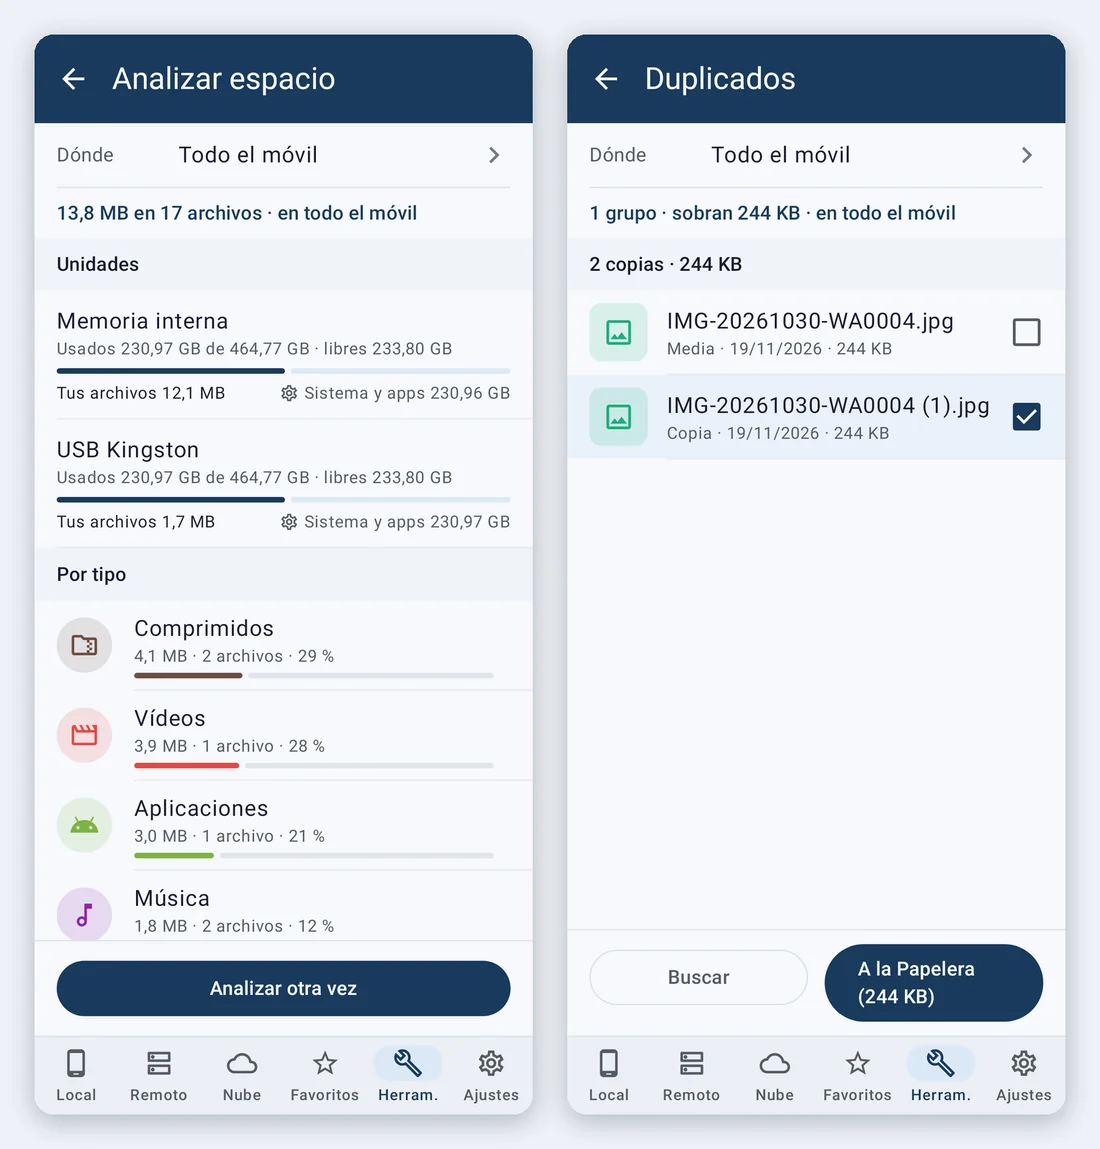 Analizar espacio
Dónde Todo el móvil
13,8 MB en 17 archivos · en todo el móvil
Unidades
Memoria interna
Usados 230,97 GB de 464,77 GB · libres 233,80 GB
Tus archivos 12,1 MB Sistema y apps 230,96 GB
USB Kingston
Usados 230,97 GB de 464,77 GB · libres 233,80 GB
Tus archivos 1,7 MB Sistema y apps 230,97 GB
Por tipo
Comprimidos
4,1 MB · 2 archivos · 29 %
Vídeos
3,9 MB · 1 archivo · 28 %
Aplicaciones
3,0 MB · 1 archivo · 21 %
Música
1,8 MB · 2 archivos · 12 %
Analizar otra vez
Local Remoto Nube Favoritos Herram. Ajustes
Duplicados
Dónde Todo el móvil
1 grupo · sobran 244 KB · en todo el móvil
2 copias · 244 KB
IMG-20261030-WA0004.jpg
Media · 19/11/2026 · 244 KB
IMG-20261030-WA0004 (1).jpg
Copia · 19/11/2026 · 244 KB
Buscar
A la Papelera
(244 KB)
Local Remoto Nube Favoritos Herram. Ajustes